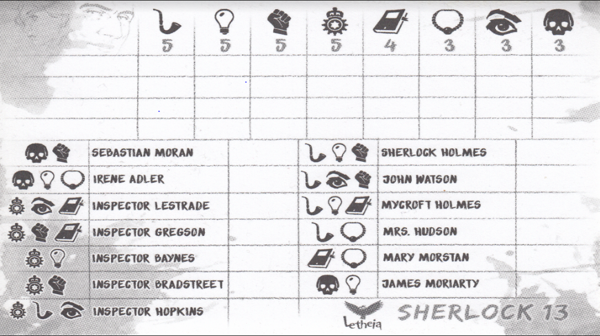 5 5 5 5 4 3 3 3
SEBASTIAN MORAN SHERLOCK HOLMES
IRENE ADLER JOHN WATSON
INSPECTOR LESTRADE MYCROFT HOLMES
INSPECTOR GREGSON MRS. HUDSON
INSPECTOR BAYNES MARY MORSTAN
INSPECTOR BRADSTREET JAMES MORIARTY
INSPECTOR HOPKINS Letheia SHERLOCK 13